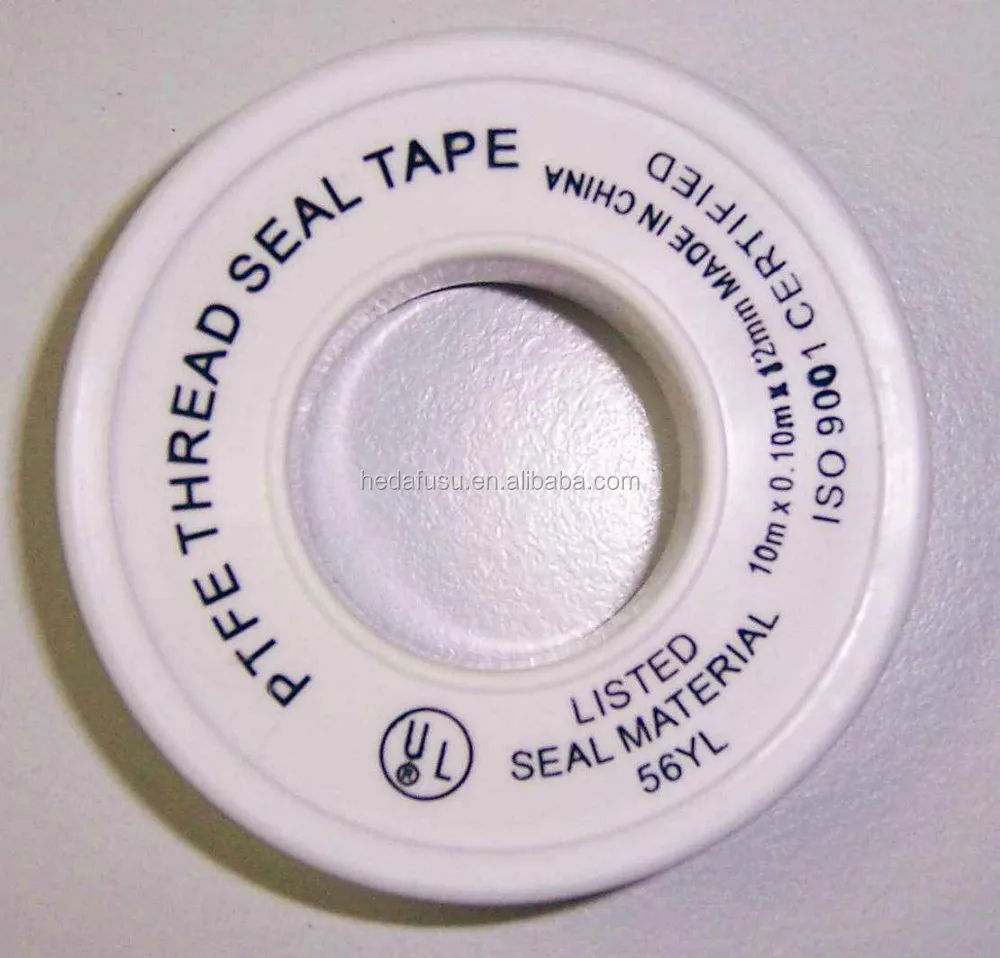 PTFE THREAD SEAL TAPE
10m x 0.10m x 12mm MADE IN CHINA
ISO 9001 CERTIFIED
LISTED
SEAL MATERIAL
56YL
UL
®
hedafusu.en.alibaba.com